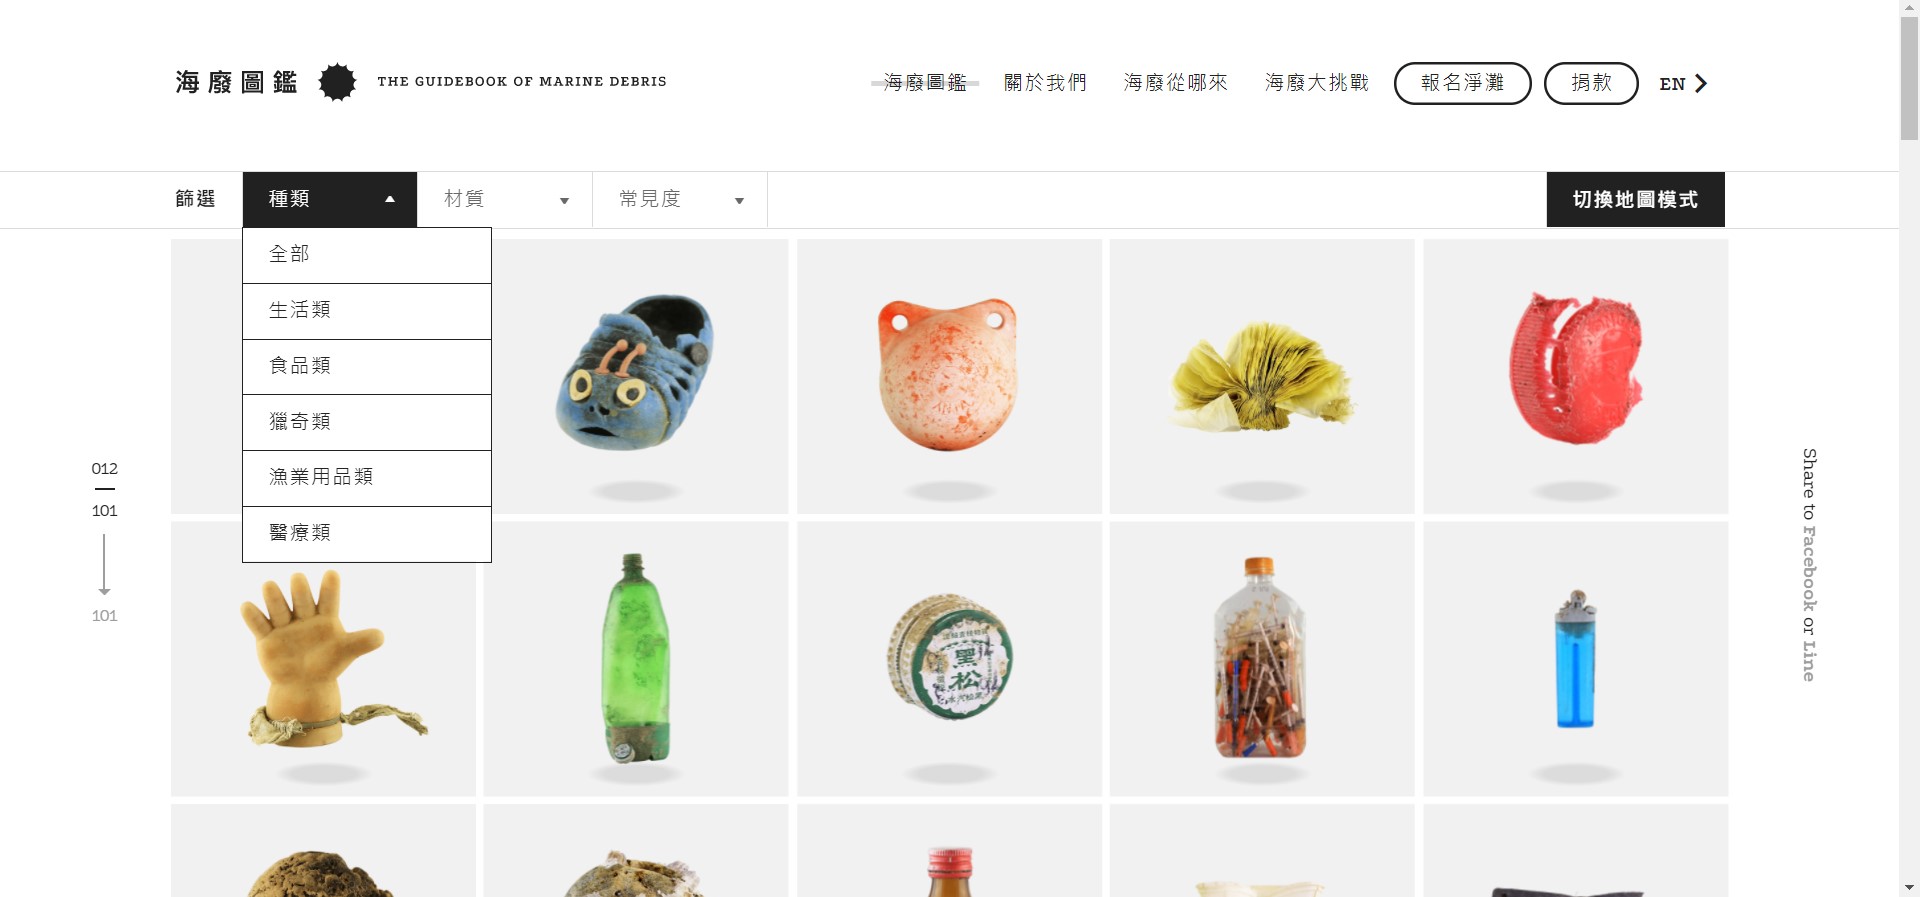 海廢圖鑑 THE GUIDEBOOK OF MARINE DEBRIS
海廢圖鑑 關於我們 海廢從哪來 海廢大挑戰 報名淨灘 捐款 EN
篩選 種類 材質 常見度 切換地圖模式
全部
生活類
食品類
獵奇類
漁業用品類
醫療類
012
101
101
Share to Facebook or Line
黑松